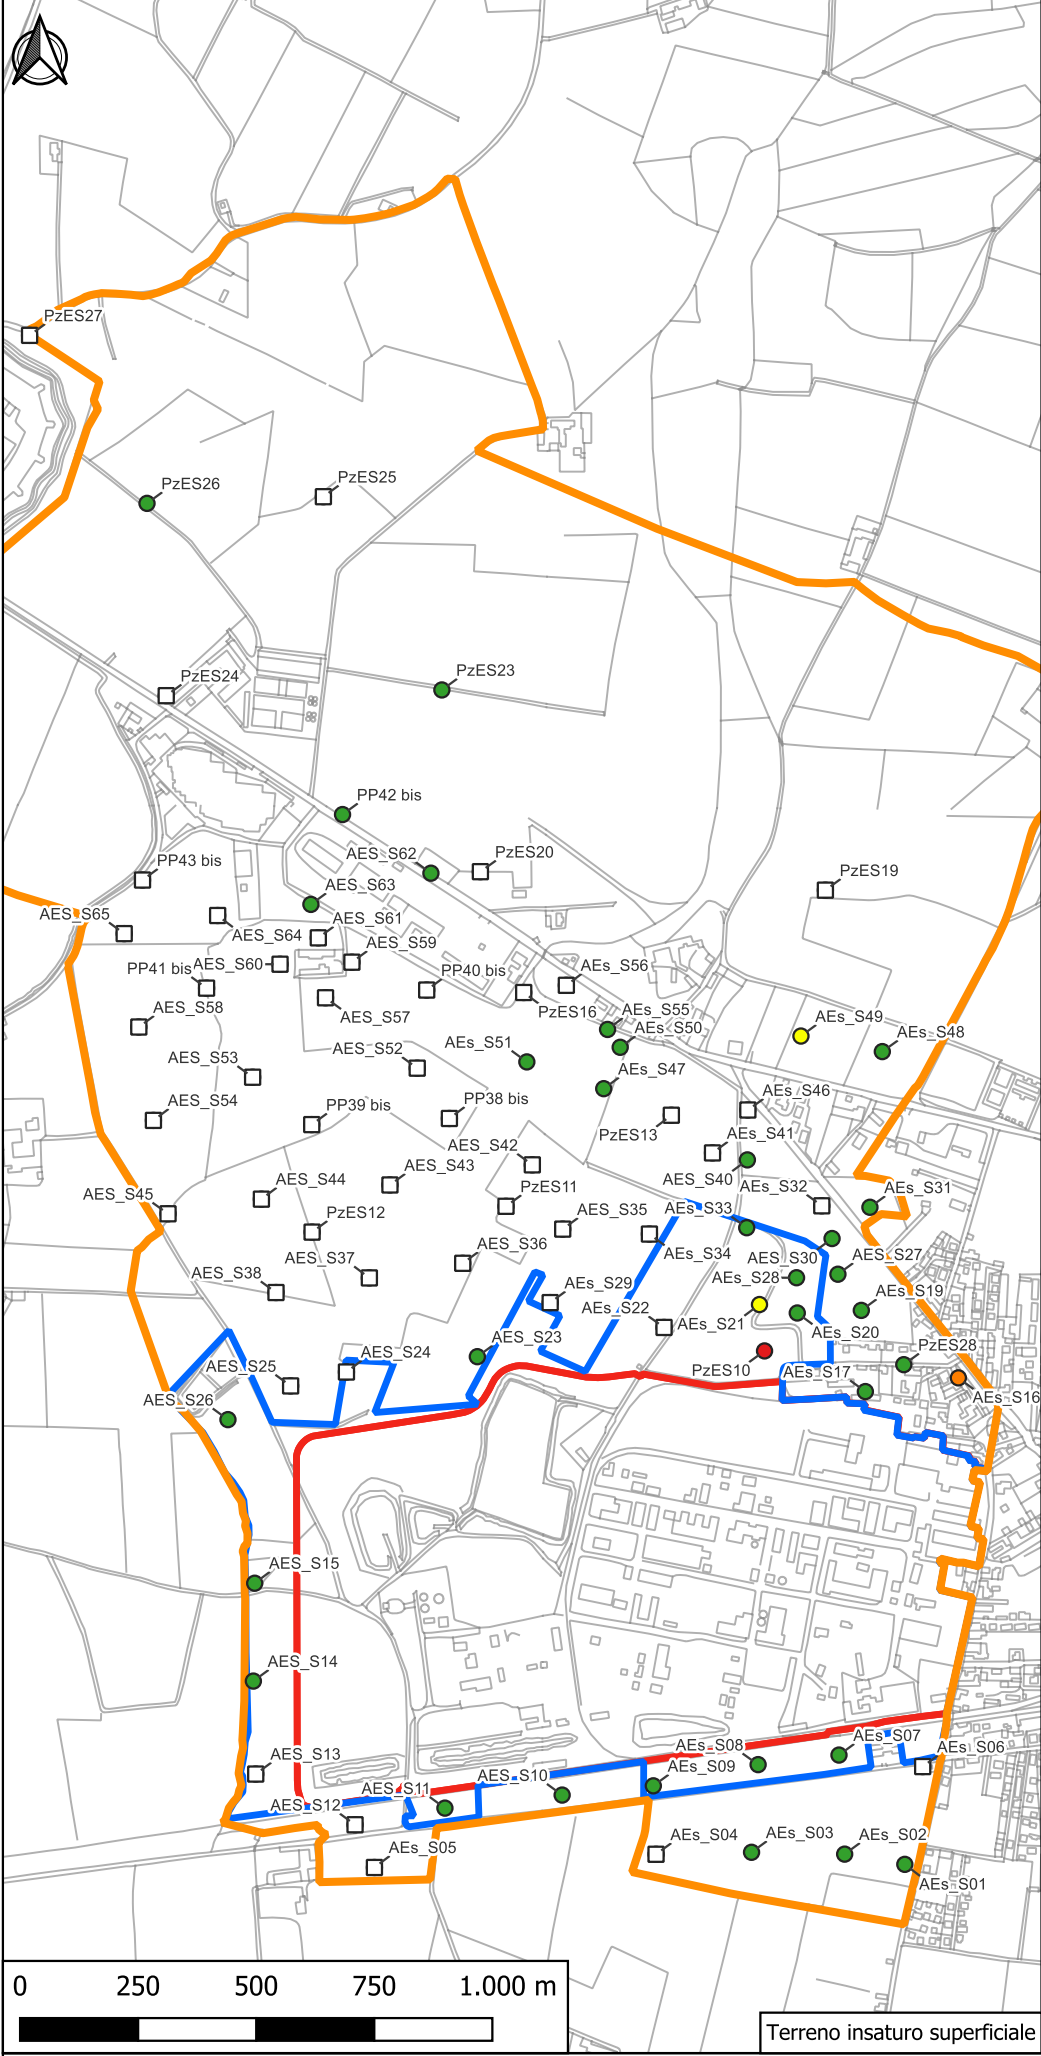 PzES27
PzES25
PzES26
PzES23
PzES24
PP42 bis
AES_S62
PzES20
PP43 bis
PzES19
AES_S63
AES_S65
AES_S61
AES_S64
AES_S59
AES_S60
PP41 bis
PP40 bis
AEs_S56
AES_S58
AES_S57
PzES16
AEs_S55
AEs_S49
AEs_S50
AEs_S48
AEs_S51
AES_S52
AES_S53
AEs_S47
AES_S54
PP39 bis
PP38 bis
AEs_S46
PzES13
AEs_S41
AES_S42
AES_S43
AES_S40
AES_S44
PzES11
AEs_S32
AEs_S31
AES_S45
PzES12
AES_S35
AEs_S33
AES_S36
AEs_S34
AES_S30
AES_S27
AES_S37
AES_S38
AEs_S28
AEs_S29
AEs_S19
AEs_S22
AEs_S21
AEs_S20
AES_S23
PzES28
AES_S24
AES_S25
PzES10
AES_S17
AES_S26
AEs_S16
AES_S15
AES_S14
AEs_S07
AEs_S08
AEs_S06
AES_S13
AEs_S09
AES_S10
AES_S11
AES_S12
AEs_S04
AEs_S03
AEs_S02
AEs_S05
AEs_S01
0 250 500 750 1.000 m
Terreno insaturo superficiale